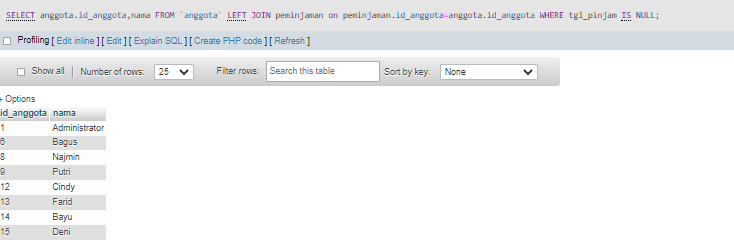 SELECT anggota.id_anggota,nama FROM `anggota` LEFT JOIN peminjaman on peminjaman.id_anggota=anggota.id_anggota WHERE tgl_pinjam IS NULL;
Profiling [ Edit inline ] [ Edit ] [ Explain SQL ] [ Create PHP code ] [ Refresh ]
Show all | Number of rows: 25 Filter rows: Search this table Sort by key: None
+ Options
id_anggota nama
1 Administrator
6 Bagus
8 Najmin
9 Putri
12 Cindy
13 Farid
14 Bayu
15 Deni